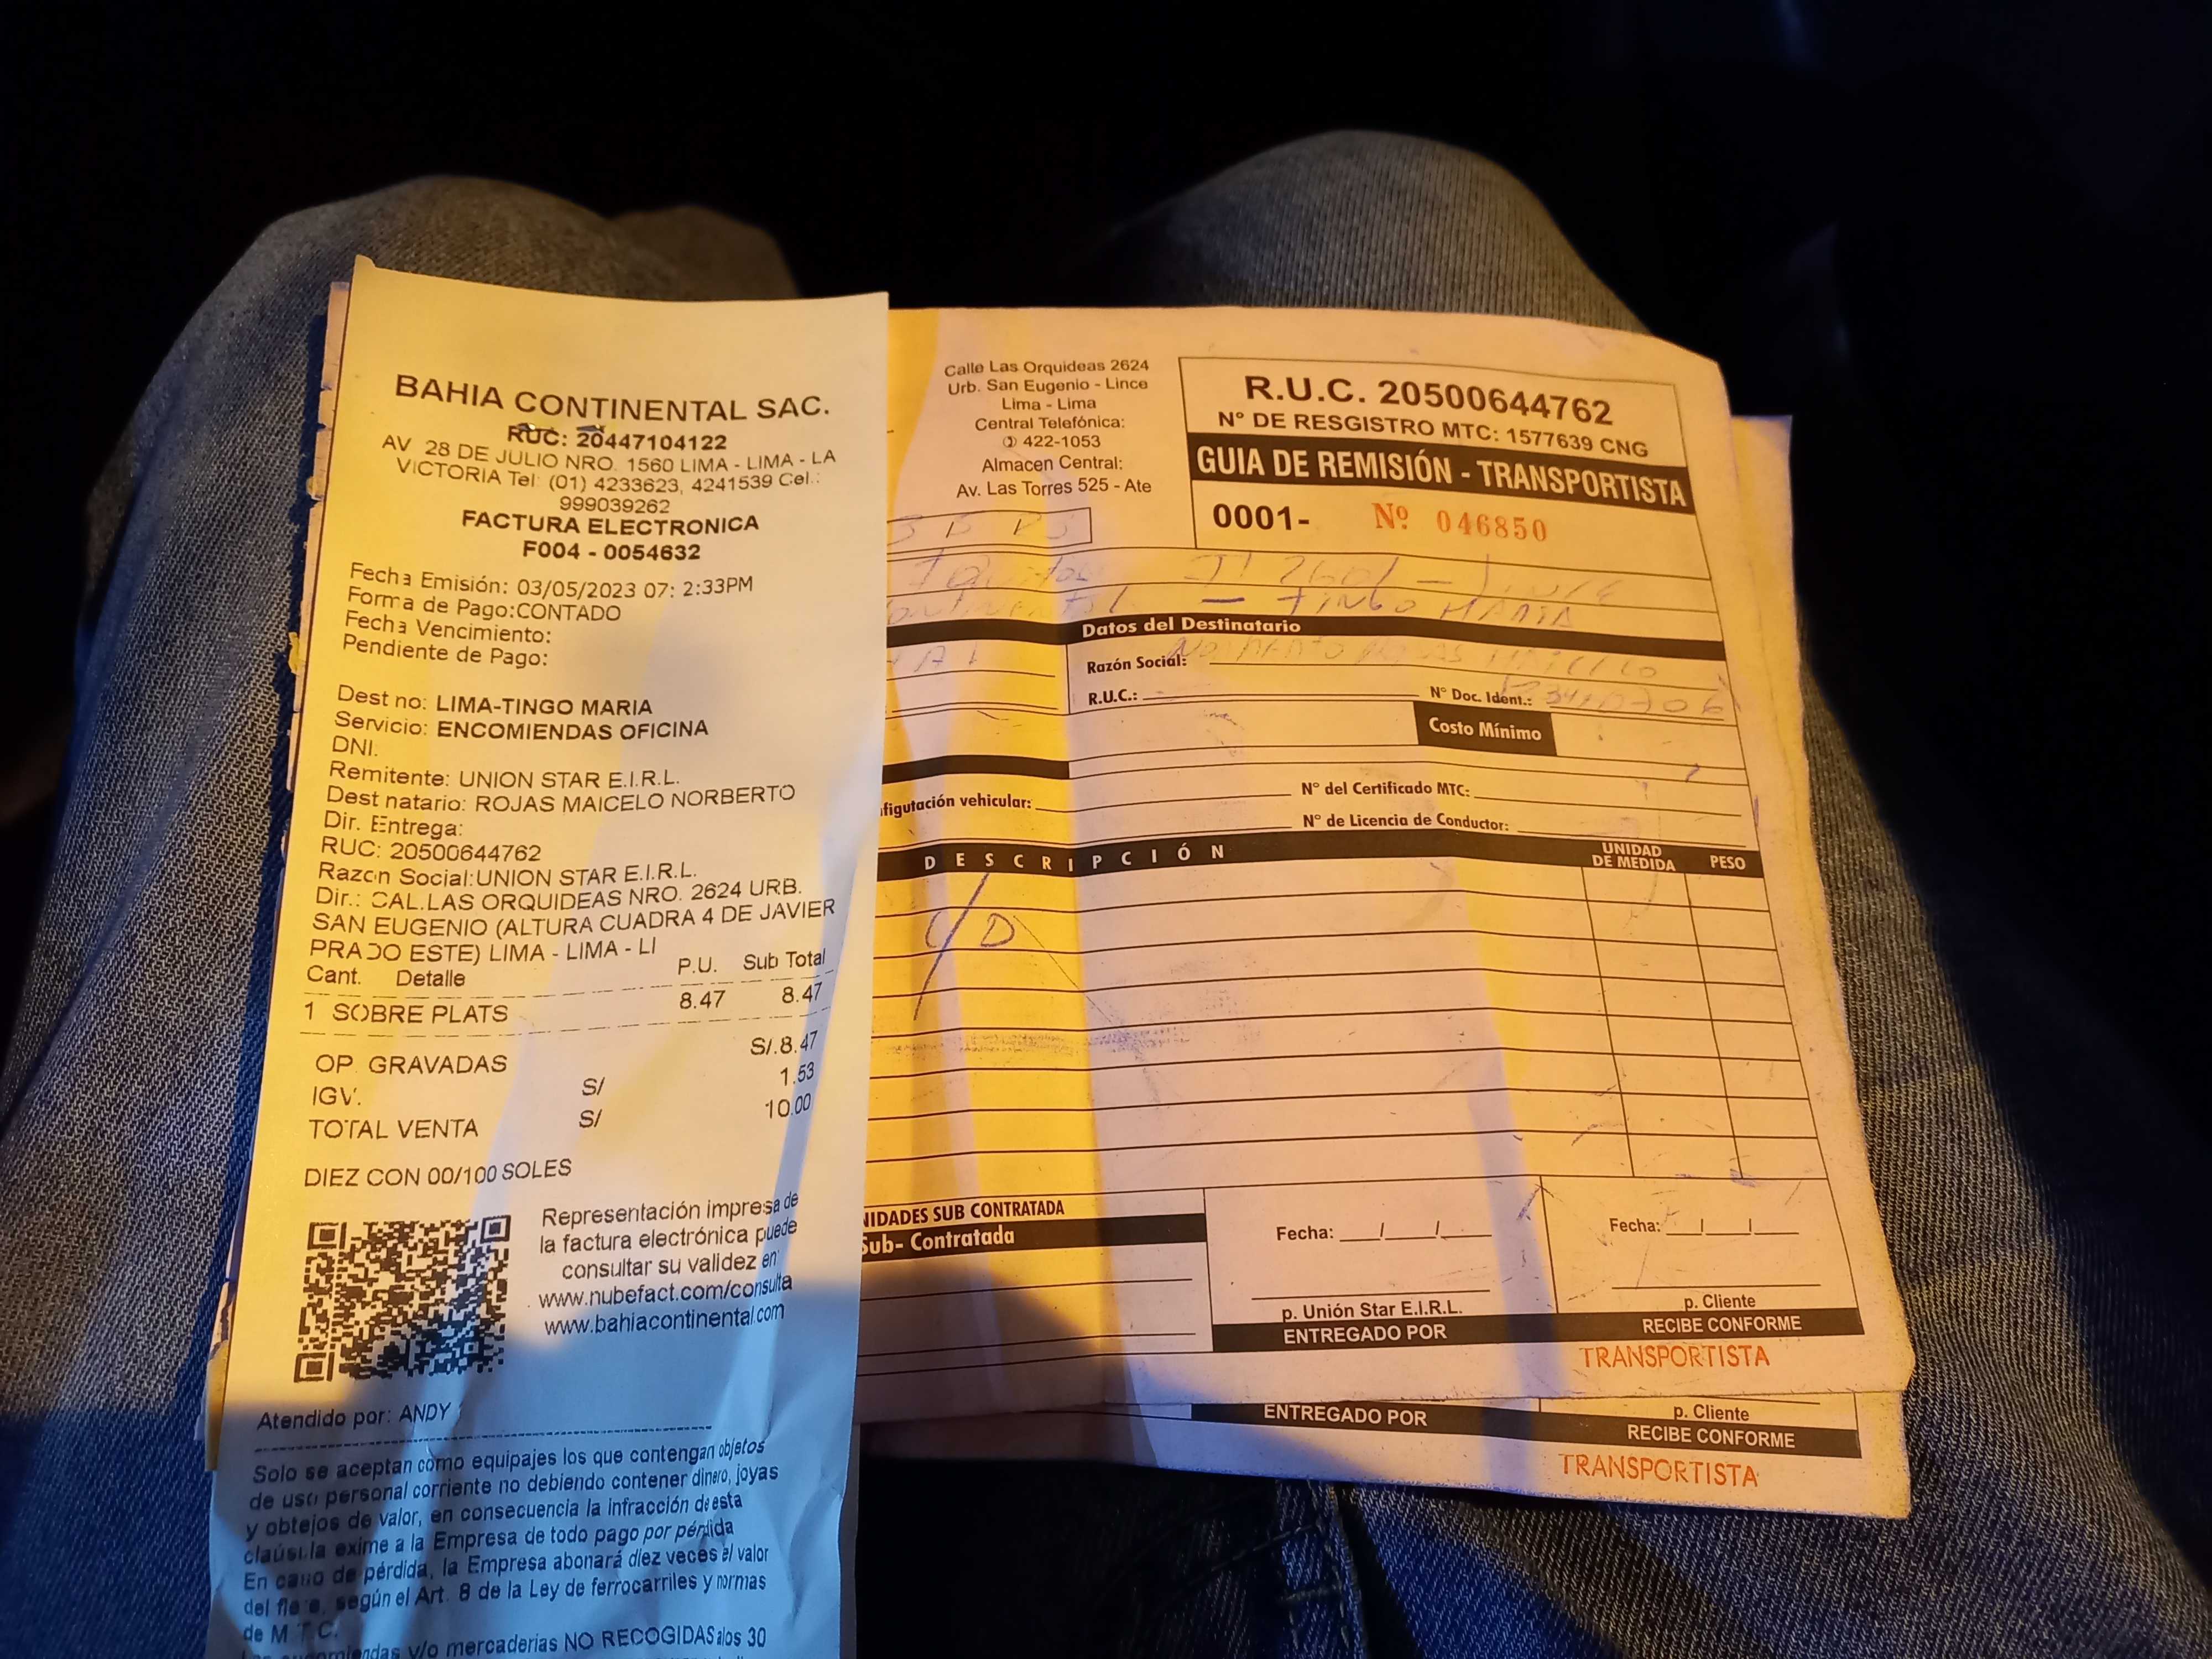 BAHIA CONTINENTAL SAC.
RUC: 20447104122
AV 28 DE JULIO NRO. 1560 LIMA - LIMA - LA
VICTORIA Tel: (01) 4233623, 4241539 Cel.:
999039262
FACTURA ELECTRONICA
F004 - 0054632
Fecha Emisión: 03/05/2023 07: 2:33PM
Forma de Pago:CONTADO
Fecha Vencimiento:
Pendiente de Pago:
Dest no: LIMA-TINGO MARIA
Servicio: ENCOMIENDAS OFICINA
DNI.
Remitente: UNION STAR E.I.R.L.
Dest natario: ROJAS MAICELO NORBERTO
Dir. Entrega:
RUC: 20500644762
Razon Social:UNION STAR E.I.R.L.
Dir.: CAL.LAS ORQUIDEAS NRO. 2624 URB.
SAN EUGENIO (ALTURA CUADRA 4 DE JAVIER
PRADO ESTE) LIMA - LIMA - LI
Cant. Detalle P.U. Sub Total
1 SOBRE PLATS 8.47 8.47
OP. GRAVADAS S/.8.47
IGV. S/ 1.53
TOTAL VENTA S/ 10.00
DIEZ CON 00/100 SOLES
Representación impresa de
la factura electrónica puede
consultar su validez en
www.nubefact.com/consulta
www.bahiacontinental.com
Atendido por: ANDY
Solo se aceptan como equipajes los que contengan objetos
de uso personal corriente no debiendo contener dinero, joyas
y obtejos de valor, en consecuencia la infracción de esta
claúsula exime a la Empresa de todo pago por pérdida
En caso de pérdida, la Empresa abonará diez veces el valor
del flete, según el Art. 8 de la Ley de ferrocarriles y normas
de M T C.
y/o mercaderias NO RECOGIDAS alos 30
Calle Las Orquideas 2624
Urb. San Eugenio - Lince
Lima - Lima
Central Telefónica:
422-1053
Almacen Central:
Av. Las Torres 525 - Ate
R.U.C. 20500644762
N° DE RESGISTRO MTC: 1577639 CNG
GUIA DE REMISIÓN - TRANSPORTISTA
0001- Nº 046850
- TINGO MARIA
Datos del Destinatario
Razón Social:
R.U.C.: N° Doc. Ident.:
Costo Mínimo
figutación vehicular: N° del Certificado MTC:
N° de Licencia de Conductor:
DESCRIPCIÓN UNIDAD DE MEDIDA PESO
NIDADES SUB CONTRATADA
Sub- Contratada
Fecha: __/__/__
p. Unión Star E.I.R.L.
ENTREGADO POR
Fecha: __/__/__
p. Cliente
RECIBE CONFORME
TRANSPORTISTA
ENTREGADO POR
p. Cliente
RECIBE CONFORME
TRANSPORTISTA